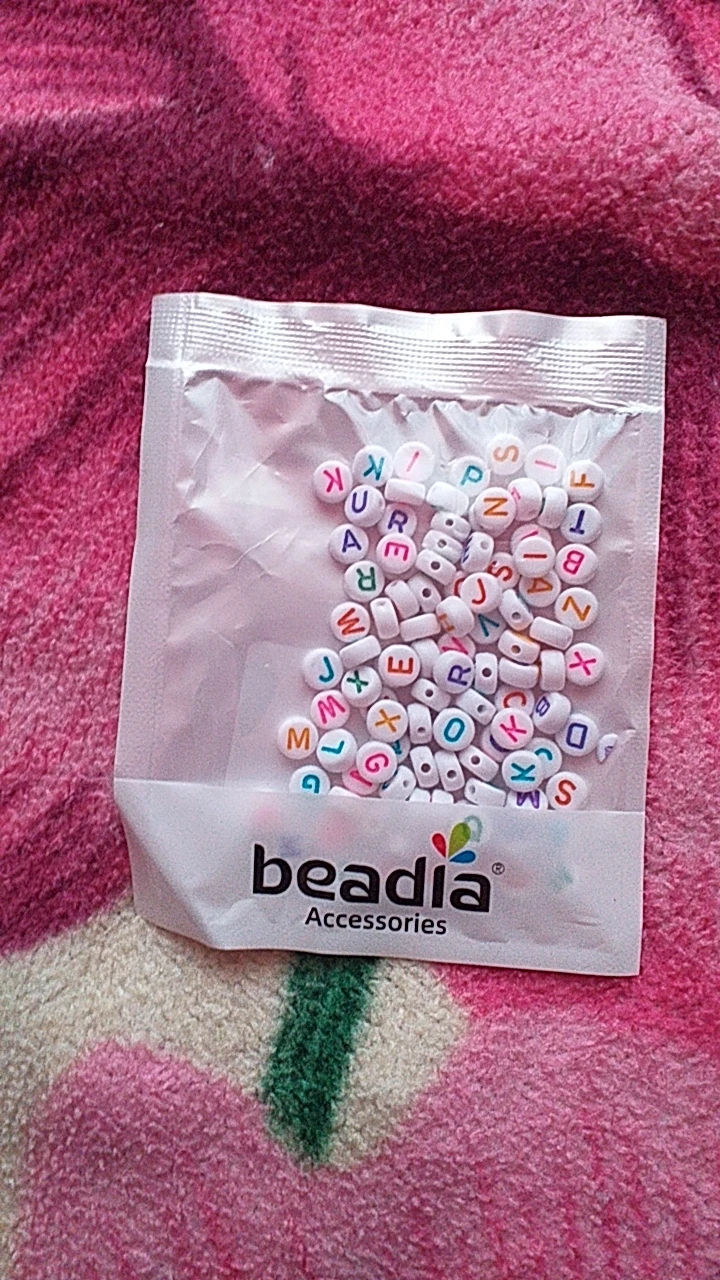 K K I P S I F
U N T
A R E I B
R J S A Z
W V
J X E R X
W X O K C B D
M L G K C
G M S
beadia®
Accessories